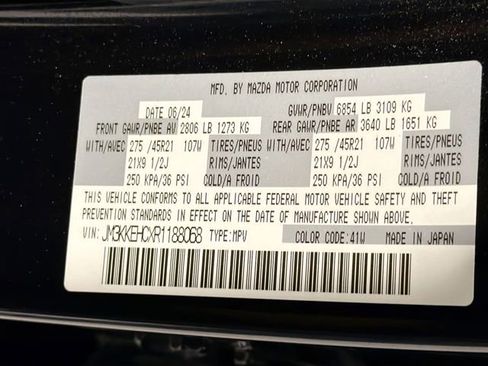 MFD. BY MAZDA MOTOR CORPORATION
DATE 06/24 GVWR/PNBV 6854 LB 3109 KG
FRONT GAWR/PNBE AV 2806 LB 1273 KG REAR GAWR/PNBE AR 3640 LB 1651 KG
WITH/AVEC 275 /45R21 107W TIRES/PNEUS WITH/AVEC 275 /45R21 107W TIRES/PNEUS
21X9 1/2J RIMS/JANTES 21X9 1/2J RIMS/JANTES
250 KPA/36 PSI COLD/A FROID 250 KPA/36 PSI COLD/A FROID
THIS VEHICLE CONFORMS TO ALL APPLICABLE FEDERAL MOTOR VEHICLE SAFETY AND THEFT
PREVENTION STANDARDS IN EFFECT ON THE DATE OF MANUFACTURE SHOWN ABOVE.
VIN: JM3KKEHCXR1188068 TYPE: MPV COLOR CODE: 41W MADE IN JAPAN